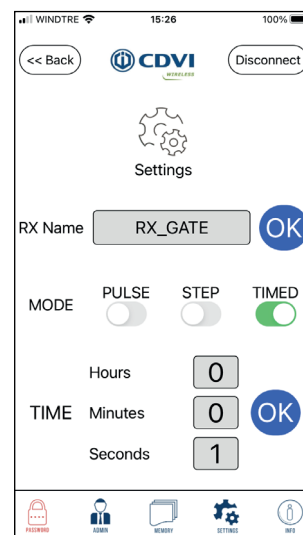 WINDTRE 15:26 100%
<< Back CDVI Disconnect
WIRELESS
Settings
RX Name RX_GATE OK
PULSE STEP TIMED
MODE
Hours 0
TIME Minutes 0 OK
Seconds 1
PASSWORD ADMIN MEMORY SETTINGS INFO